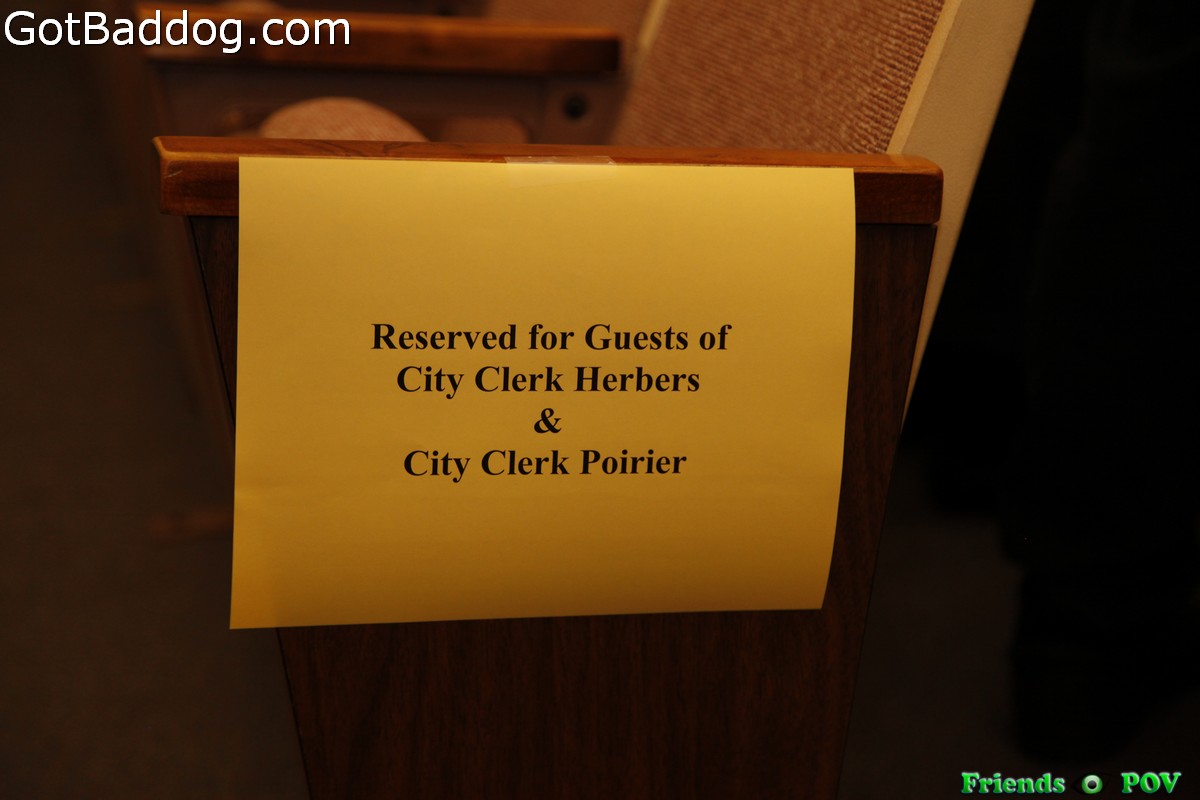 GotBaddog.com
Reserved for Guests of
City Clerk Herbers
&
City Clerk Poirier
Friends POV